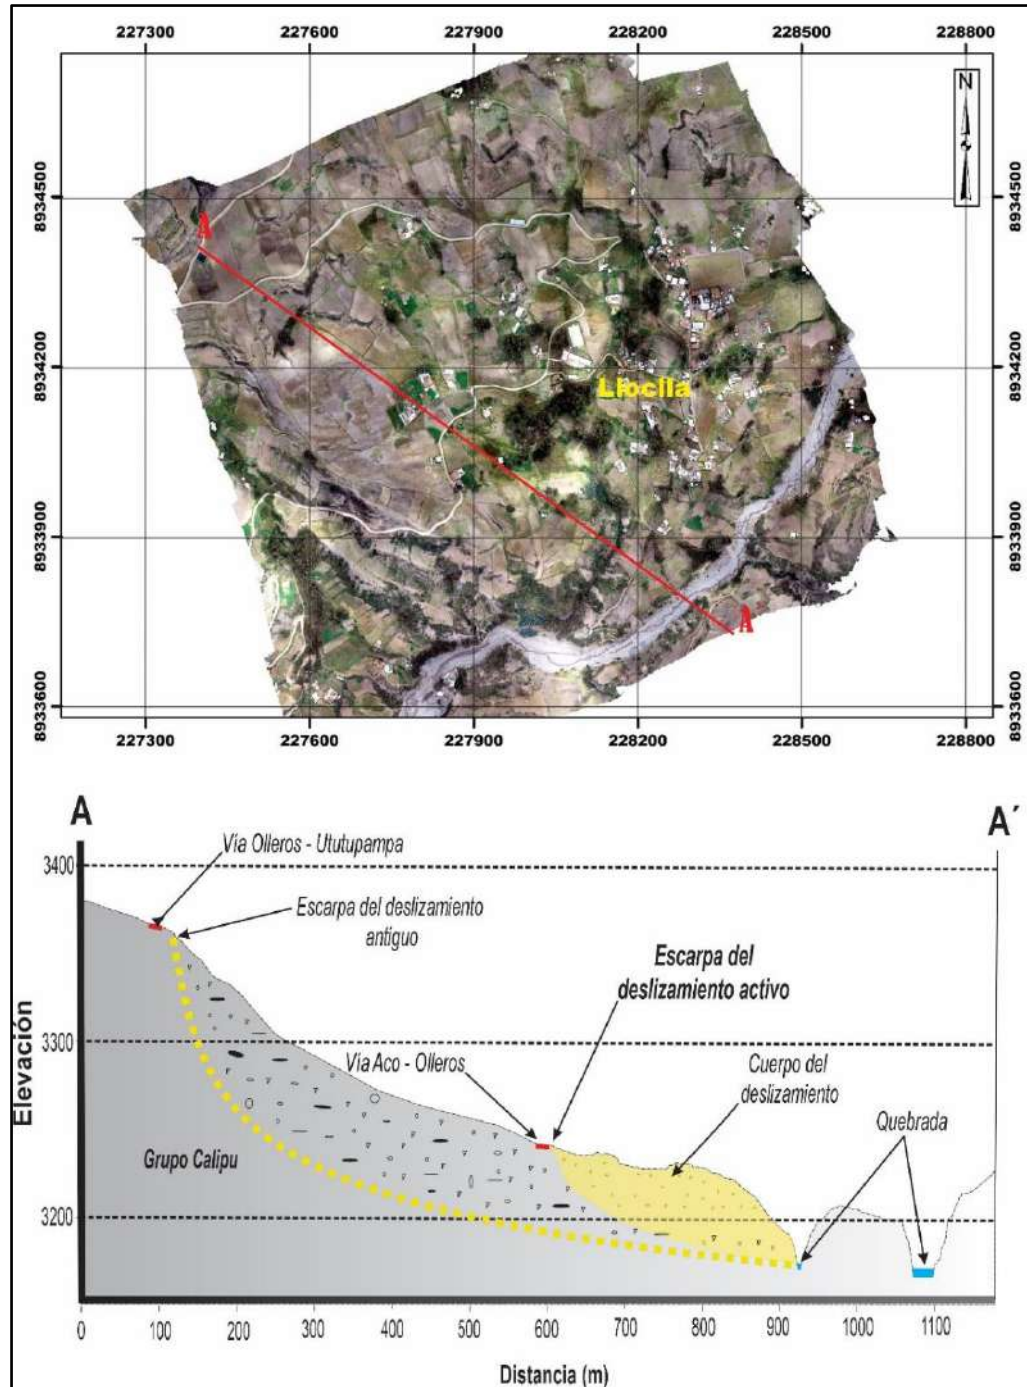 227300 227600 227900 228200 228500 228800
N
8934500 8934500
A
8934200 8934200
Lloclla
8933900 8933900
A
8933600 8933600
227300 227600 227900 228200 228500 228800
A A´
Vía Olleros - Ututupampa
3400
Escarpa del deslizamiento
antiguo
Escarpa del
deslizamiento activo
Elevación
3300
Vía Aco - Olleros
Cuerpo del
deslizamiento
Quebrada
Grupo Calipu
3200
0 100 200 300 400 500 600 700 800 900 1000 1100
Distancia (m)